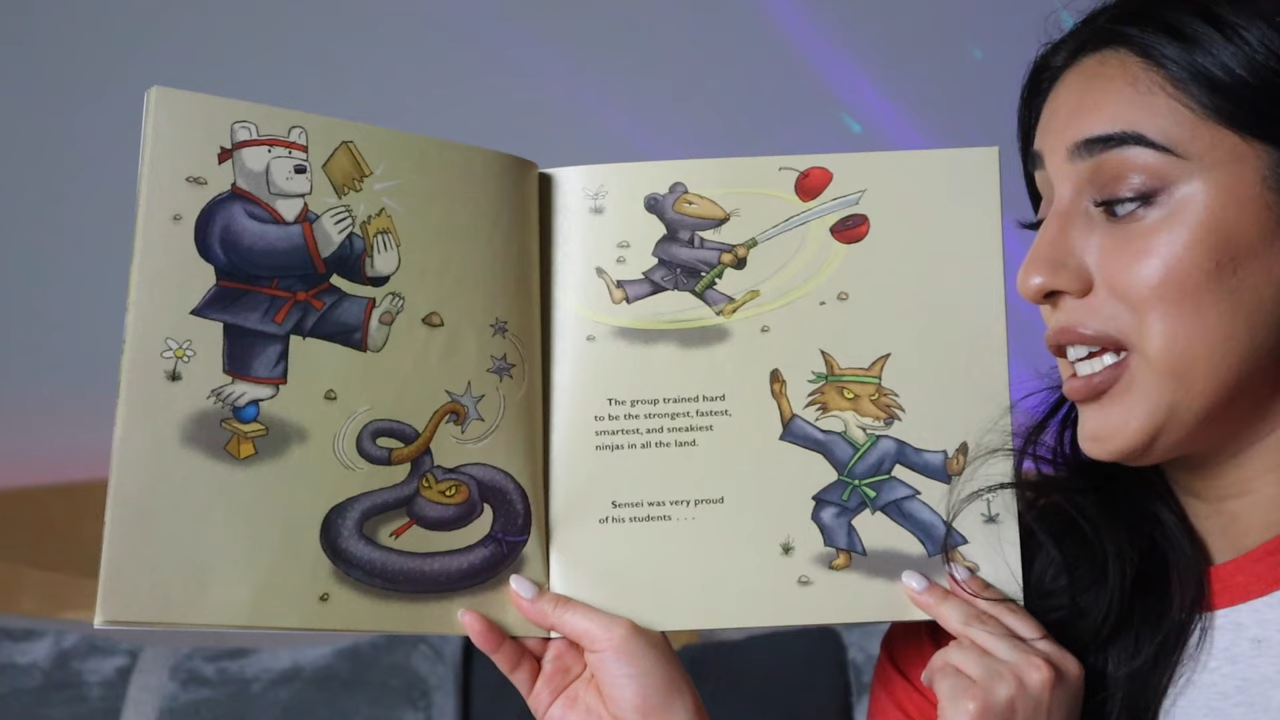 The group trained hard
to be the strongest, fastest,
smartest, and sneakiest
ninjas in all the land.
Sensei was very proud
of his students . . .